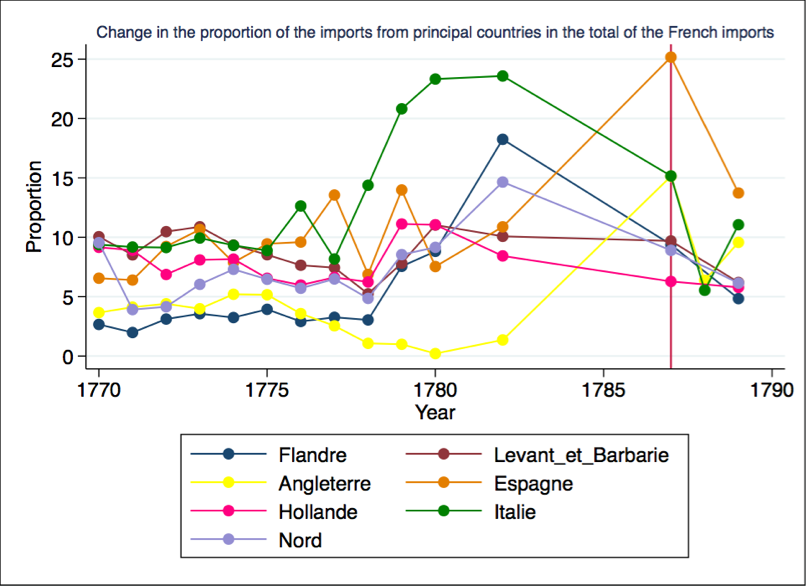 Change in the proportion of the imports from principal countries in the total of the French imports
25
20
15
10
5
0
Proportion
1770 1775 1780 1785 1790
Year
Flandre Levant_et_Barbarie
Angleterre Espagne
Hollande Italie
Nord